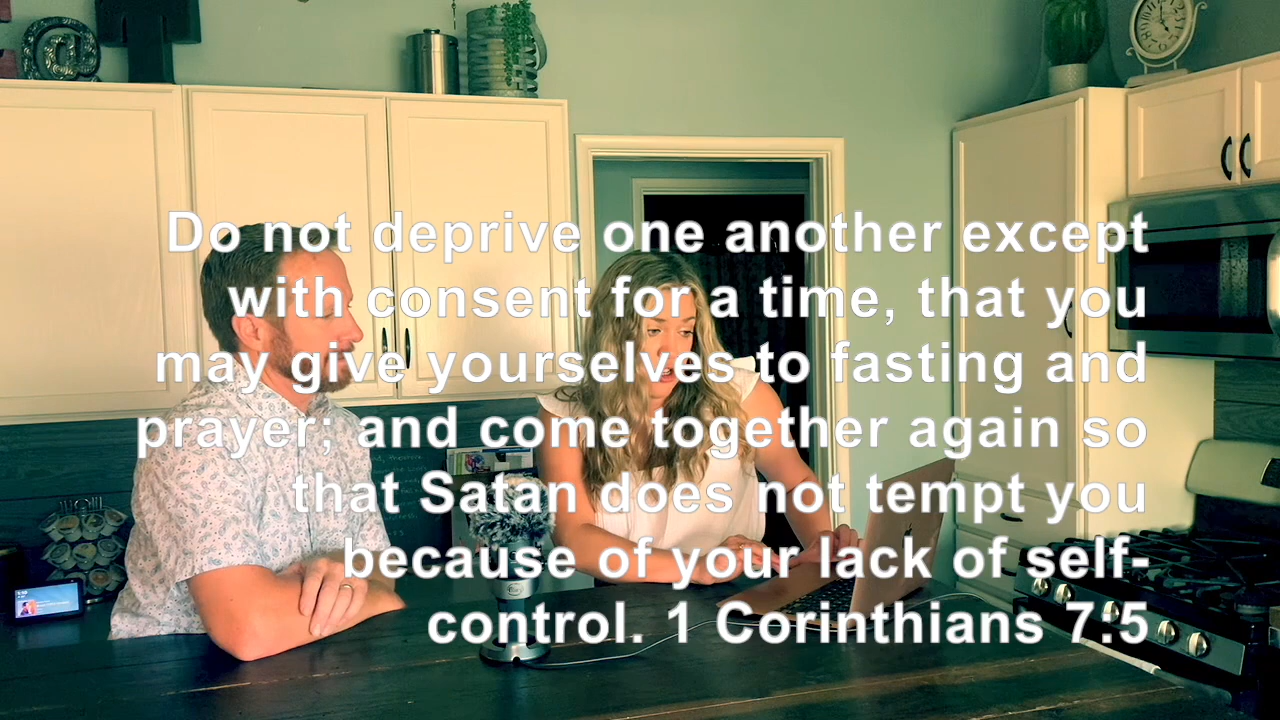 Do not deprive one another except
with consent for a time, that you
may give yourselves to fasting and
prayer; and come together again so
that Satan does not tempt you
because of your lack of self-
control. 1 Corinthians 7:5